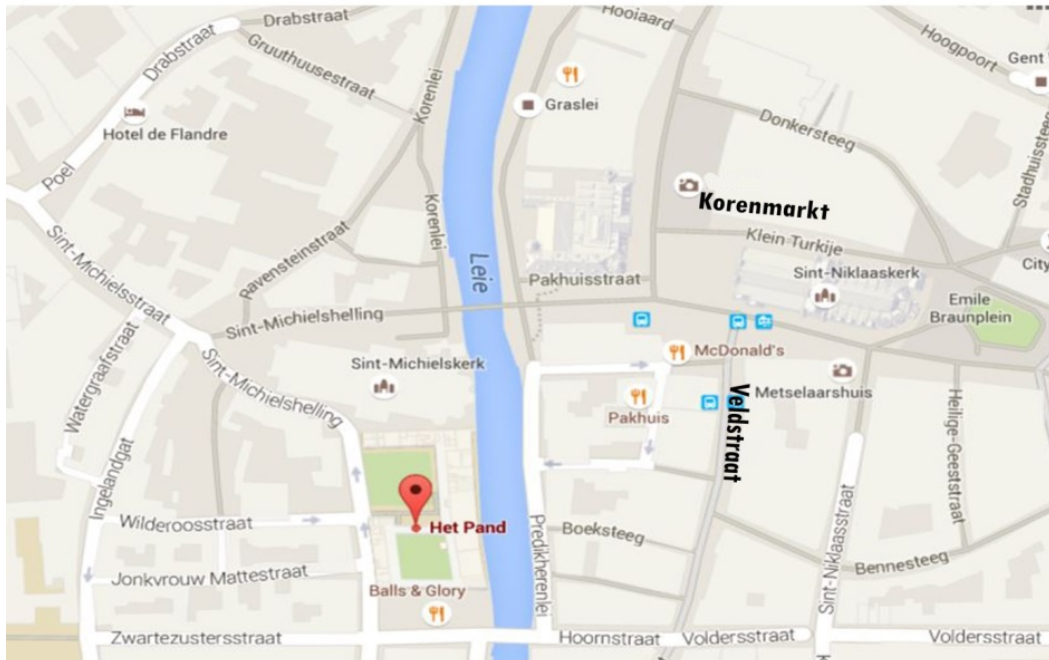 Drabstraat
Hooiaard
Hoogpoort
Gruuthuusestraat
Drabstraat
Korenlei
Gent
Graslei
Hotel de Flandre
Donkersteeg
Stadhuissteeg
Poel
Korenlei
Korenmarkt
Klein Turkije
Sint-Michielsstraat
Ravensteinstraat
Leie
Pakhuisstraat
Sint-Niklaaskerk
City
Emile
Braunplein
Sint-Michielshelling
Watergraafstraat
Sint-Michielskerk
McDonald's
Sint-Michielshelling
Metselaarshuis
Pakhuis
Veldstraat
Heilige-Geeststraat
Ingelandgat
Het Pand
Wilderoosstraat
Predikherenlei
Boeksteeg
Sint-Niklaasstraat
Bennesteeg
Jonkvrouw Mattestraat
Balls & Glory
Zwartezustersstraat
Hoornstraat
Voldersstraat
Voldersstraat